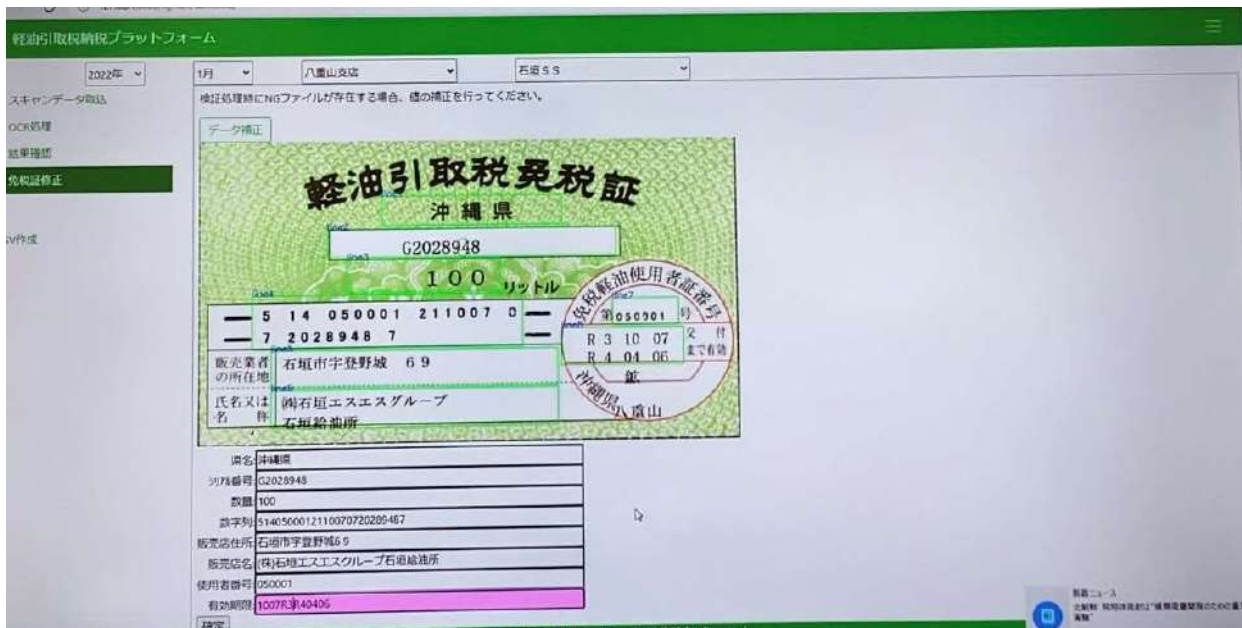 軽油引取税納税プラットフォーム
2022年
1月
八重山支店
石垣SS
スキャンデータ取込
検証処理時にNGファイルが存在する場合、値の補正を行ってください。
OCR処理
データ補正
結果確認
免税証修正
軽油引取税免税証
沖縄県
line2
G2028948
line3
100 リットル
line4
5 14 050001 211007 0
7 2028948 7
免税軽油使用者証番号
line7
第050001号
R 3 10 07 交付
R 4 04 06 まで有効
鉱
沖縄県八重山
販売業者の所在地
石垣市字登野城 69
氏名又は名称
㈱石垣エスエスグループ
石垣給油所
県名:沖縄県
シリアル番号:G2028948
数量:100
数字列:5140500012110070720289487
販売店住所:石垣市字登野城69
販売店名:(株)石垣エスエスグループ石垣給油所
使用者番号:050001
有効期限:1007R3R40406
確定
新着ニュース